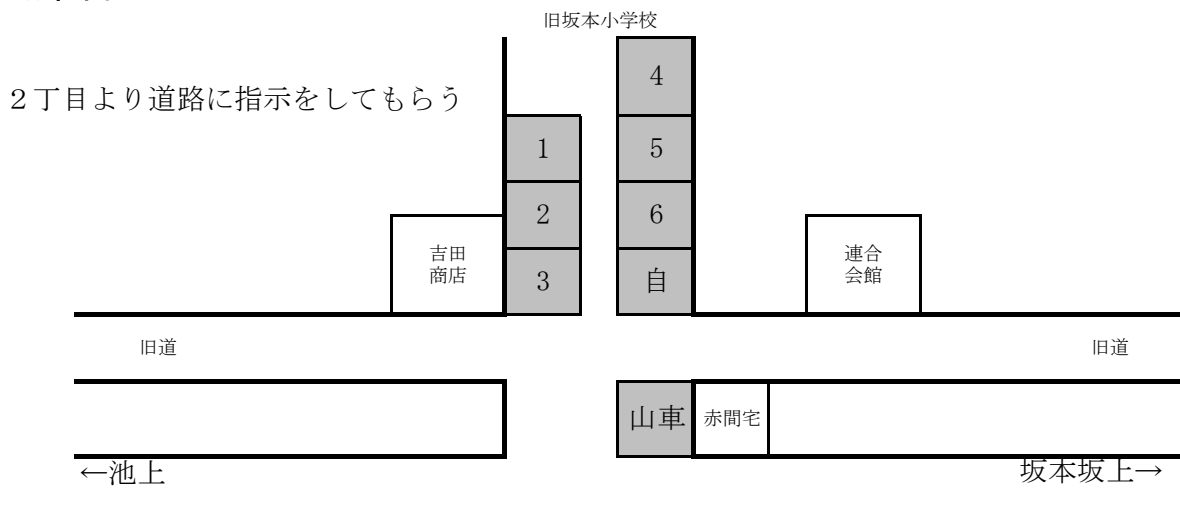 旧坂本小学校
4
2丁目より道路に指示をしてもらう
1
5
2
6
吉田
商店
3
自
連合
会館
旧道
旧道
山車
赤間宅
←池上
坂本坂上→